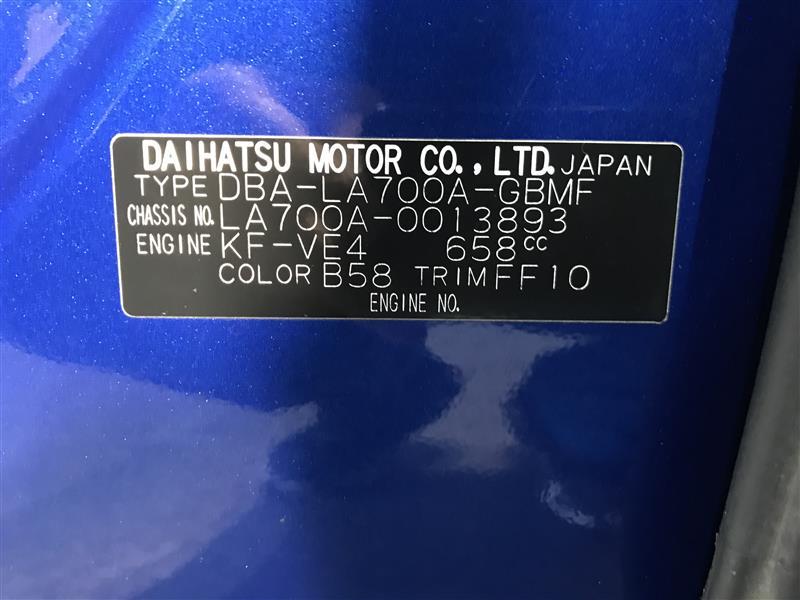 DAIHATSU MOTOR CO., LTD. JAPAN
TYPE DBA-LA700A-GBMF
CHASSIS NO. LA700A-0013893
ENGINE KF-VE4 658cc
COLOR B58 TRIM FF10
ENGINE NO.